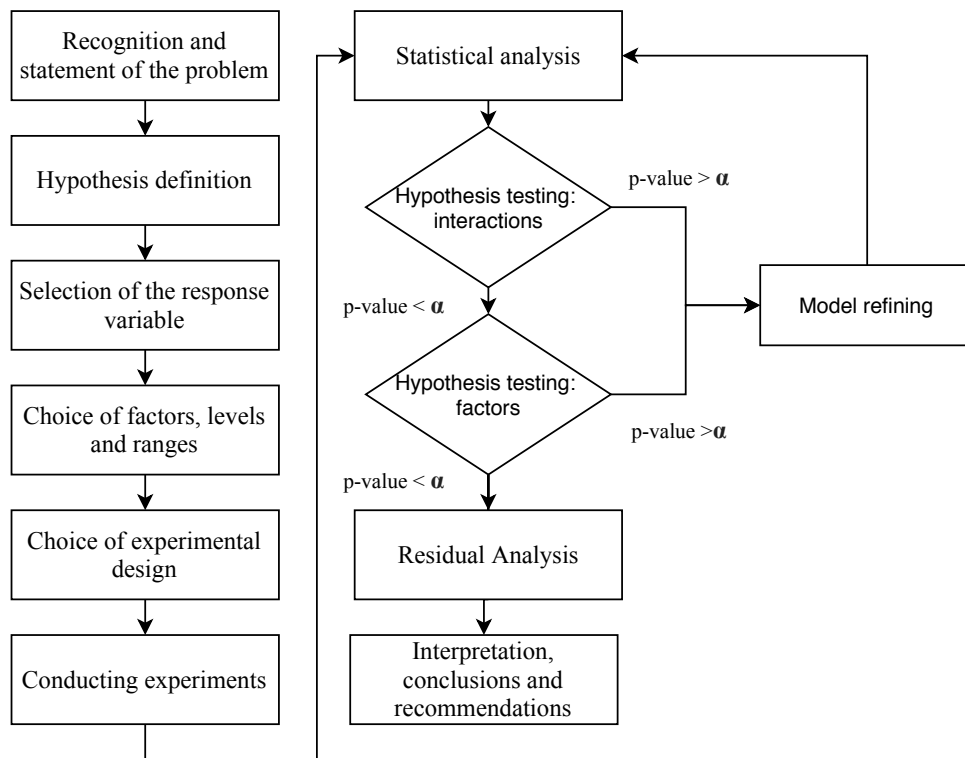 Recognition and
statement of the problem
Hypothesis definition
Selection of the response
variable
Choice of factors, levels
and ranges
Choice of experimental
design
Conducting experiments
Statistical analysis
Hypothesis testing:
interactions
p-value > α
p-value < α
Hypothesis testing:
factors
p-value >α
p-value < α
Model refining
Residual Analysis
Interpretation,
conclusions and
recommendations